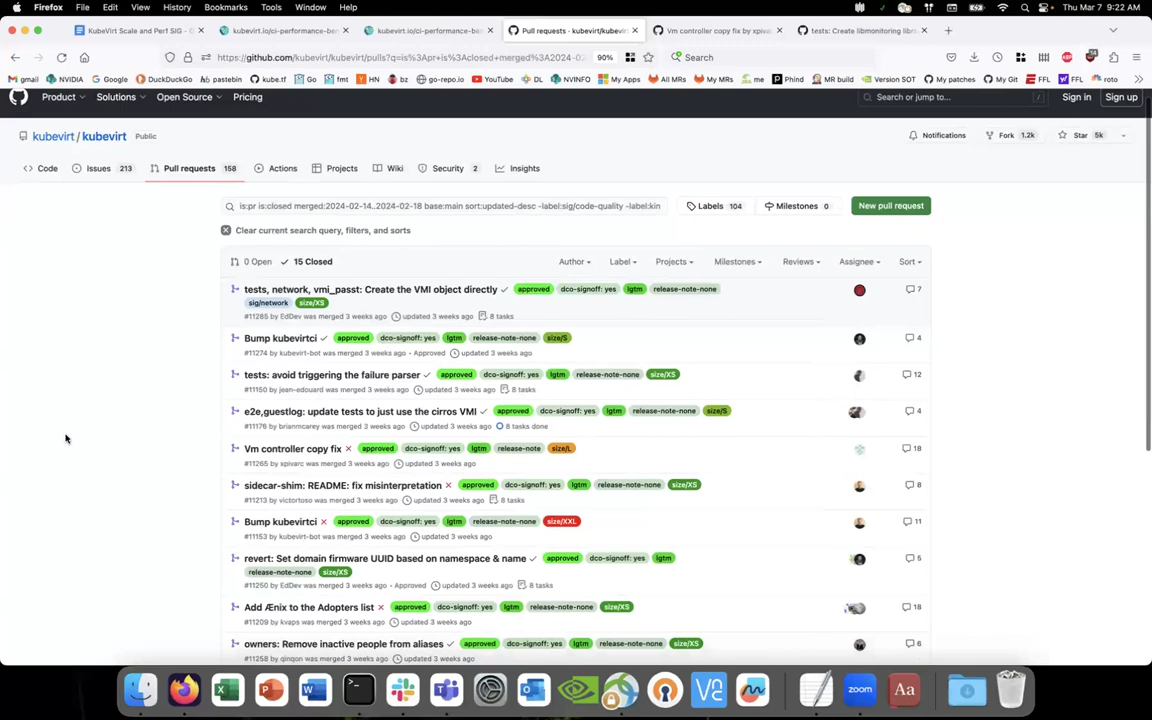 Firefox File Edit View History Bookmarks Tools Window Help
Thu Mar 7 9:22 AM
KubeVirt Scale and Perf SIG -
kubevirt.io/ci-performance-ben
kubevirt.io/ci-performance-be
Pull requests · kubevirt/kubevir
Vm controller copy fix by xpivar
tests: Create libmonitoring libra
https://github.com/kubevirt/kubevirt/pulls?q=is%3Apr+is%3Aclosed+merged%3A2024-02-
90%
Search
gmail NVIDIA Google DuckDuckGo pastebin kube.tf Go fmt HN bz go-repo.io YouTube DL NVINFO My Apps All MRs My MRs me Phind MR build Version SOT My patches My Git FFL FFL roto
Product Solutions Open Source Pricing
Search or jump to...
/
Sign in
Sign up
kubevirt / kubevirt Public
Notifications Fork 1.2k Star 5k
Code Issues 213 Pull requests 158 Actions Projects Wiki Security 2 Insights
is:pr is:closed merged:2024-02-14..2024-02-18 base:main sort:updated-desc -label:sig/code-quality -label:kin
Labels 104 Milestones 0 New pull request
Clear current search query, filters, and sorts
0 Open 15 Closed Author Label Projects Milestones Reviews Assignee Sort
tests, network, vmi_passt: Create the VMI object directly approved dco-signoff: yes lgtm release-note-none 7
sig/network size/XS
#11285 by EdDev was merged 3 weeks ago updated 3 weeks ago 8 tasks
Bump kubevirtci approved dco-signoff: yes lgtm release-note-none size/S 4
#11274 by kubevirt-bot was merged 3 weeks ago • Approved updated 3 weeks ago
tests: avoid triggering the failure parser approved dco-signoff: yes lgtm release-note-none size/XS 12
#11150 by jean-edouard was merged 3 weeks ago updated 3 weeks ago 8 tasks
e2e,guestlog: update tests to just use the cirros VMI approved dco-signoff: yes lgtm release-note-none size/S 4
#11176 by brianmcarey was merged 3 weeks ago updated 3 weeks ago 8 tasks done
Vm controller copy fix approved dco-signoff: yes lgtm release-note size/L 18
#11265 by xpivarc was merged 3 weeks ago updated 3 weeks ago
sidecar-shim: README: fix misinterpretation approved dco-signoff: yes lgtm release-note-none size/XS 8
#11213 by victortoso was merged 3 weeks ago updated 3 weeks ago 8 tasks
Bump kubevirtci approved dco-signoff: yes lgtm release-note-none size/XXL 11
#11153 by kubevirt-bot was merged 3 weeks ago updated 3 weeks ago
revert: Set domain firmware UUID based on namespace & name approved dco-signoff: yes lgtm 5
release-note-none size/XS
#11250 by EdDev was merged 3 weeks ago • Approved updated 3 weeks ago 8 tasks
Add Ænix to the Adopters list approved dco-signoff: yes lgtm release-note-none size/XS 18
#11209 by kvaps was merged 3 weeks ago updated 3 weeks ago
owners: Remove inactive people from aliases approved dco-signoff: yes lgtm release-note-none size/XS 6
#11258 by qinqon was merged 3 weeks ago updated 3 weeks ago
zoom
Aa